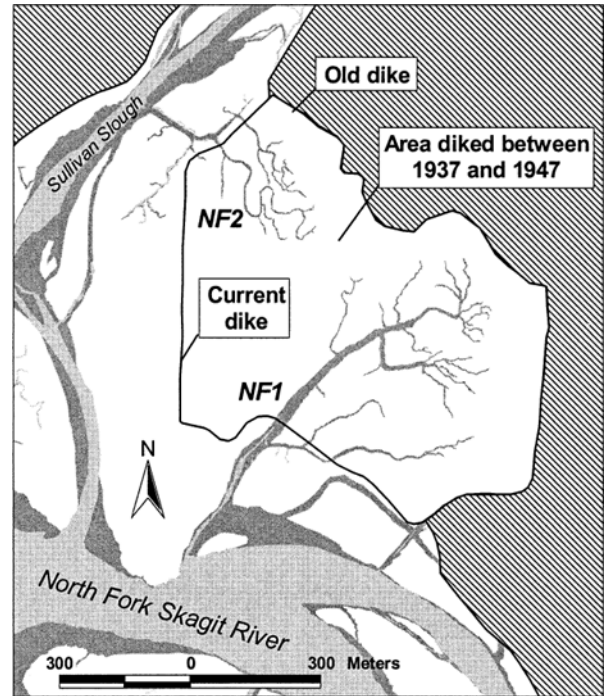 Old dike
Sullivan Slough
Area diked between
1937 and 1947
NF2
Current
dike
NF1
N
North Fork Skagit River
300 0 300 Meters